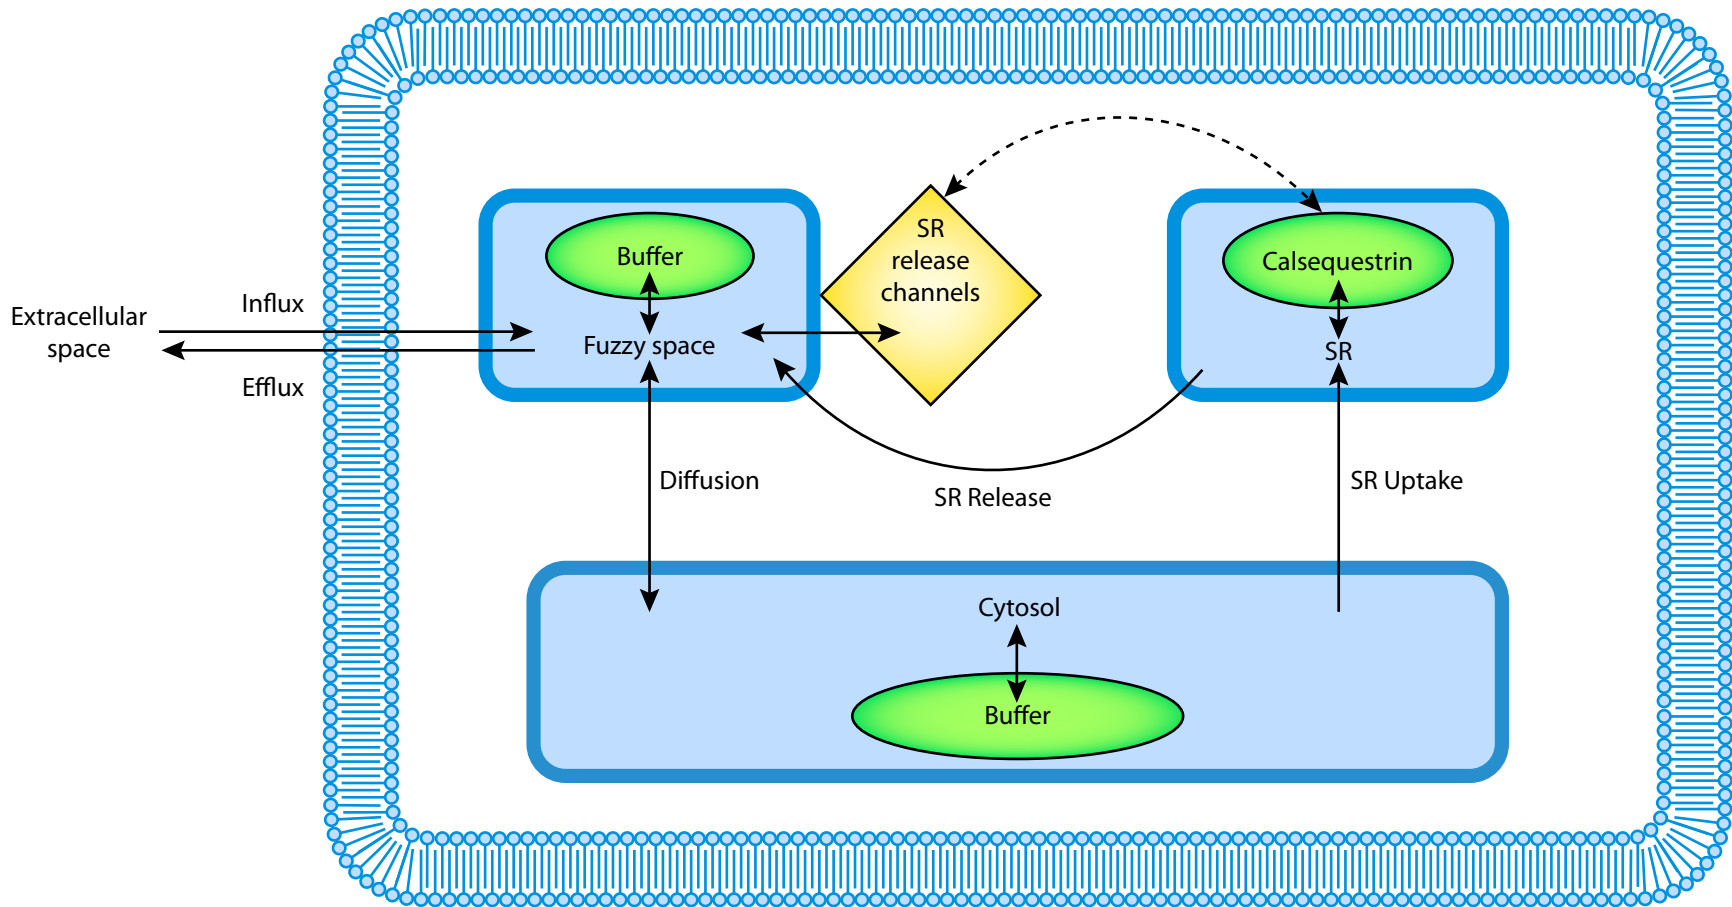 Extracellular
space
Influx
Efflux
Buffer
Fuzzy space
SR
release
channels
Calsequestrin
SR
Diffusion
SR Release
SR Uptake
Cytosol
Buffer